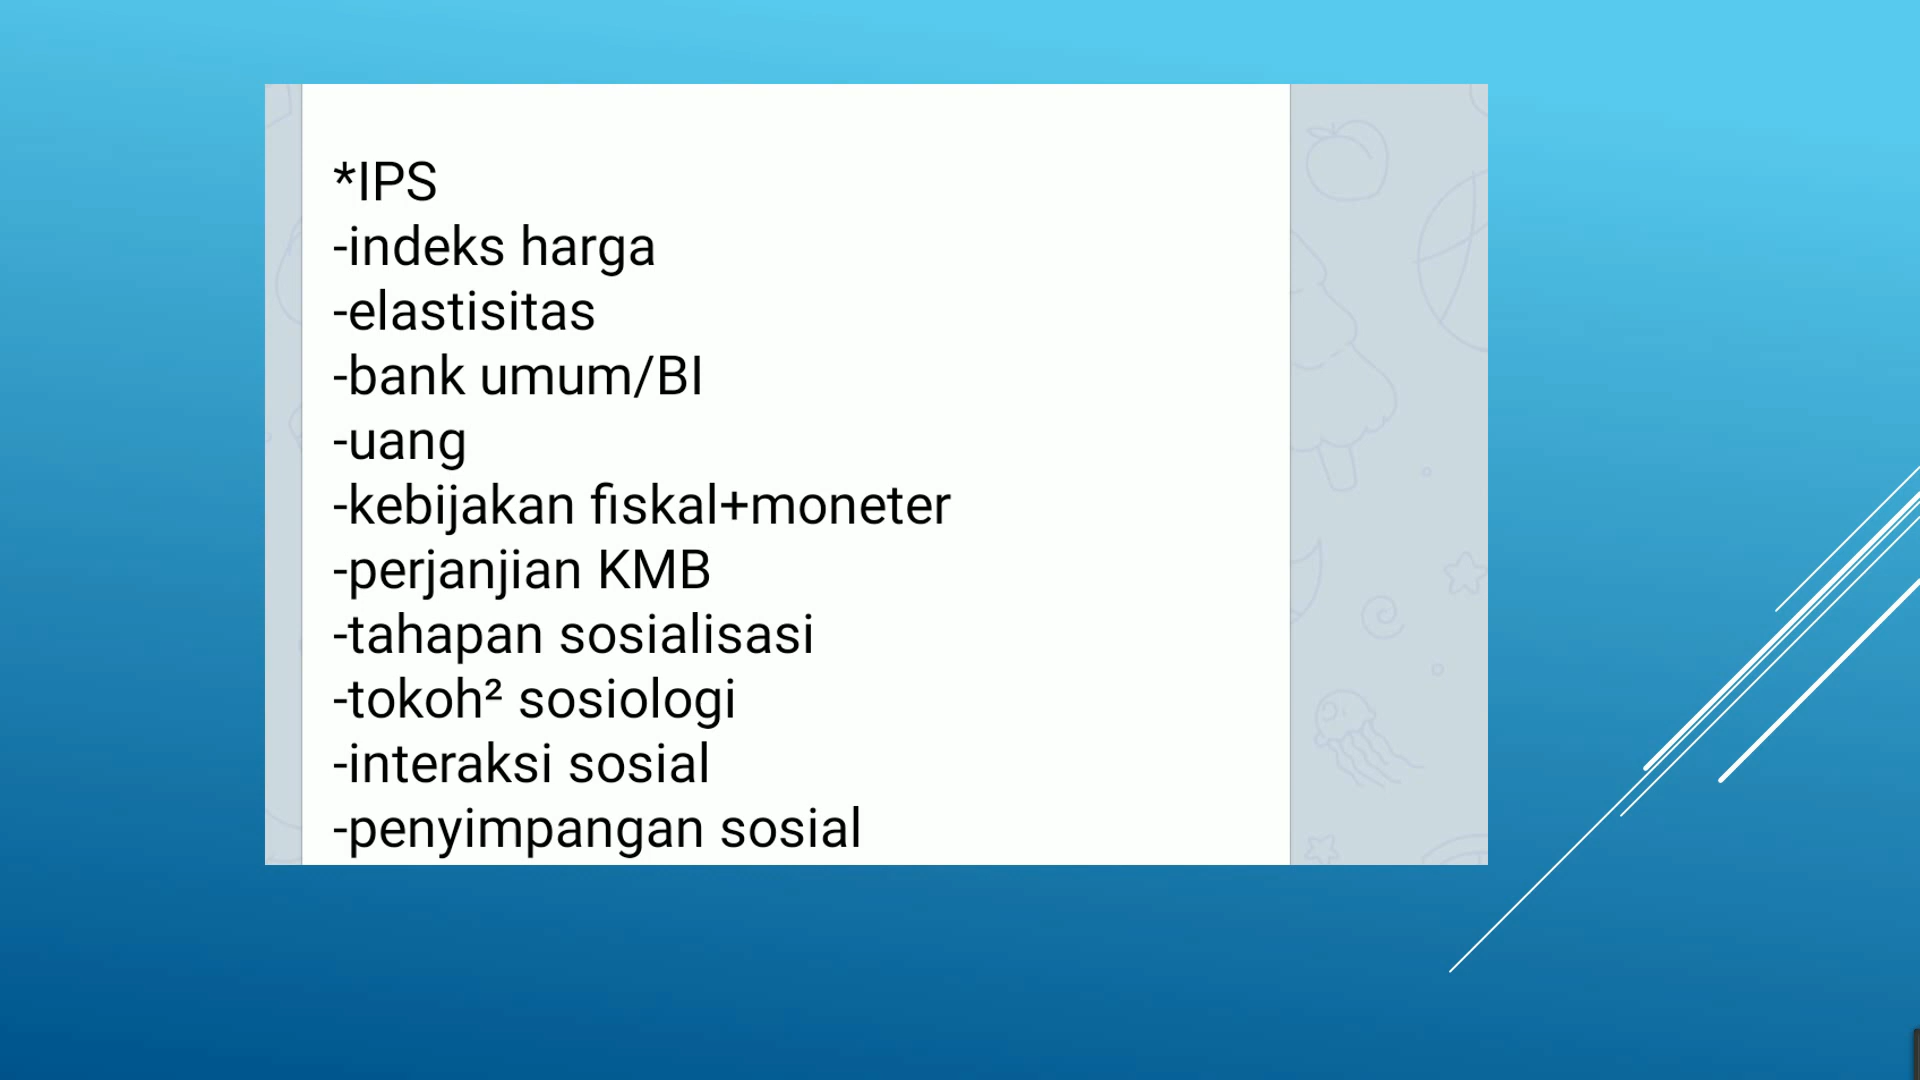 *IPS
-indeks harga
-elastisitas
-bank umum/BI
-uang
-kebijakan fiskal+moneter
-perjanjian KMB
-tahapan sosialisasi
-tokoh² sosiologi
-interaksi sosial
-penyimpangan sosial